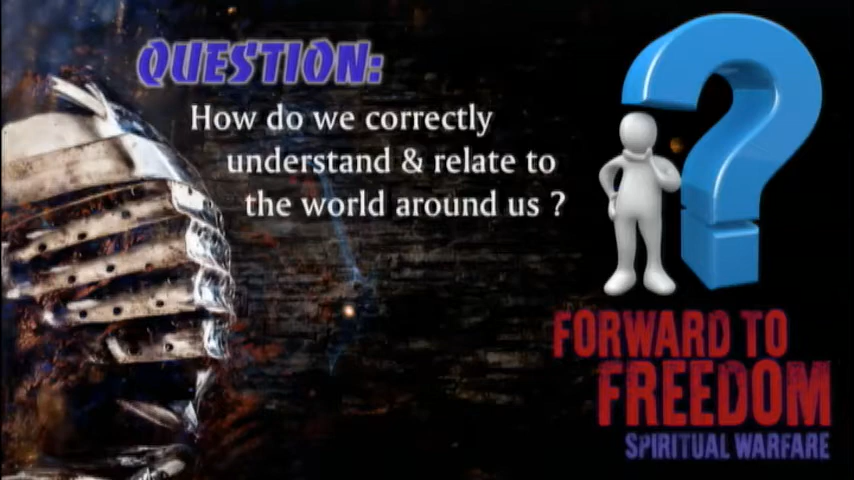 QUESTION:
How do we correctly
understand & relate to
the world around us ?
FORWARD TO
FREEDOM
SPIRITUAL WARFARE